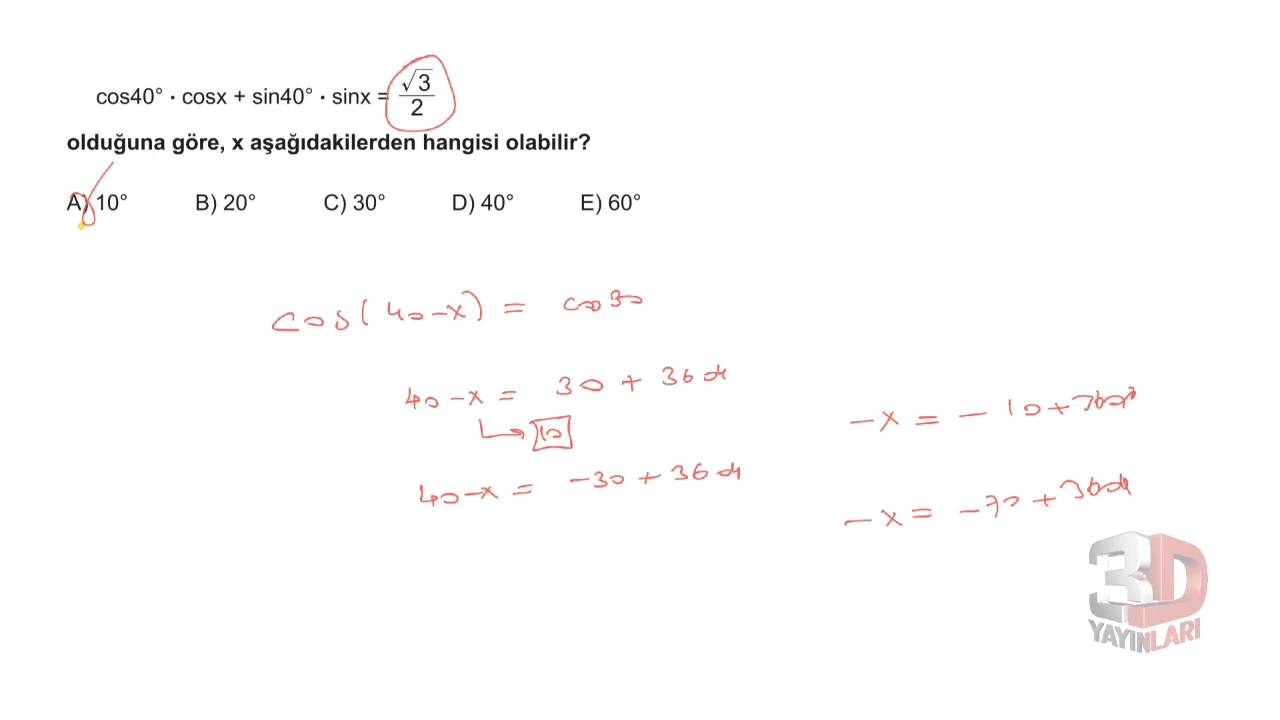 cos40° · cosx + sin40° · sinx = √3/2
olduğuna göre, x aşağıdakilerden hangisi olabilir?
A) 10° B) 20° C) 30° D) 40° E) 60°
cos(40-x) = cos30
40-x = 30 + 360k
→ 10
40-x = -30 + 360k
-x = -10 + 360k
-x = -70 + 360k
3D
YAYINLARI